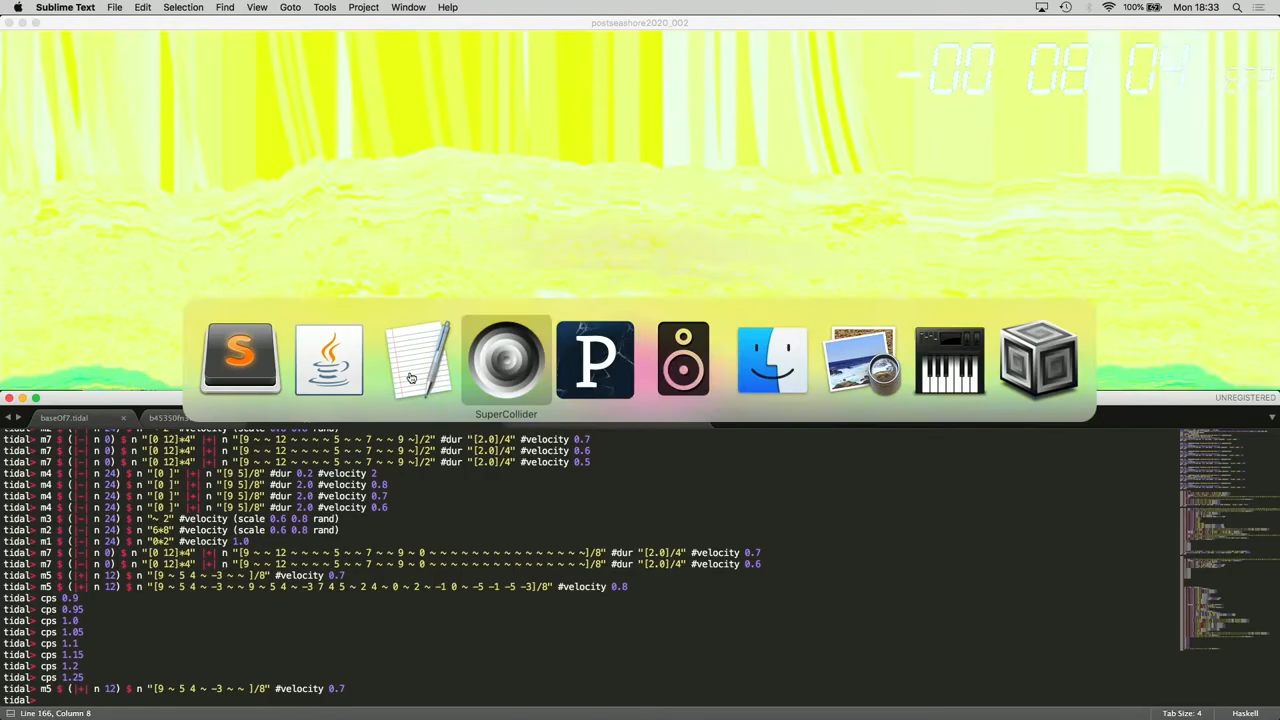 Sublime Text File Edit Selection Find View Goto Tools Project Window Help 100% Mon 18:33
postseashore2020_002
-00 08 04
S P
SuperCollider
UNREGISTERED
baseOf7.tidal ×
tidal> m7 $ (|-| n 0) $ n "[0 12]*4" |+| n "[9 ~ ~ 12 ~ ~ ~ ~ 5 ~ ~ 7 ~ ~ 9 ~]/2" #dur "[2.0]/4" #velocity 0.7
tidal> m7 $ (|-| n 0) $ n "[0 12]*4" |+| n "[9 ~ ~ 12 ~ ~ ~ ~ 5 ~ ~ 7 ~ ~ 9 ~]/2" #dur "[2.0]/4" #velocity 0.6
tidal> m7 $ (|-| n 0) $ n "[0 12]*4" |+| n "[9 ~ ~ 12 ~ ~ ~ ~ 5 ~ ~ 7 ~ ~ 9 ~]/2" #dur "[2.0]/4" #velocity 0.5
tidal> m4 $ (|-| n 24) $ n "[0 ]" |+| n "[9 5]/8" #dur 0.2 #velocity 2
tidal> m4 $ (|-| n 24) $ n "[0 ]" |+| n "[9 5]/8" #dur 2.0 #velocity 0.8
tidal> m4 $ (|-| n 24) $ n "[0 ]" |+| n "[9 5]/8" #dur 2.0 #velocity 0.7
tidal> m4 $ (|-| n 24) $ n "[0 ]" |+| n "[9 5]/8" #dur 2.0 #velocity 0.6
tidal> m3 $ (|-| n 24) $ n "~ 2" #velocity (scale 0.6 0.8 rand)
tidal> m2 $ (|-| n 24) $ n "6*8" #velocity (scale 0.6 0.8 rand)
tidal> m1 $ (|-| n 24) $ n "0*2" #velocity 1.0
tidal> m7 $ (|-| n 0) $ n "[0 12]*4" |+| n "[9 ~ ~ 12 ~ ~ ~ ~ 5 ~ ~ 7 ~ ~ 9 ~ 0 ~ ~ ~ ~ ~ ~ ~ ~ ~ ~ ~ ~ ~ ~ ~]/8" #dur "[2.0]/4" #velocity 0.7
tidal> m7 $ (|-| n 0) $ n "[0 12]*4" |+| n "[9 ~ ~ 12 ~ ~ ~ ~ 5 ~ ~ 7 ~ ~ 9 ~ 0 ~ ~ ~ ~ ~ ~ ~ ~ ~ ~ ~ ~ ~ ~ ~]/8" #dur "[2.0]/4" #velocity 0.6
tidal> m5 $ (|+| n 12) $ n "[9 ~ 5 4 ~ -3 ~ ~ ]/8" #velocity 0.7
tidal> m5 $ (|+| n 12) $ n "[9 ~ 5 4 ~ -3 ~ ~ 9 ~ 5 4 ~ -3 7 4 5 ~ 2 4 ~ 0 ~ 2 ~ -1 0 ~ -5 -1 -5 -3]/8" #velocity 0.8
tidal> cps 0.9
tidal> cps 0.95
tidal> cps 1.0
tidal> cps 1.05
tidal> cps 1.1
tidal> cps 1.15
tidal> cps 1.2
tidal> cps 1.25
tidal> m5 $ (|+| n 12) $ n "[9 ~ 5 4 ~ -3 ~ ~ ]/8" #velocity 0.7
tidal>
Line 166, Column 8 Tab Size: 4 Haskell